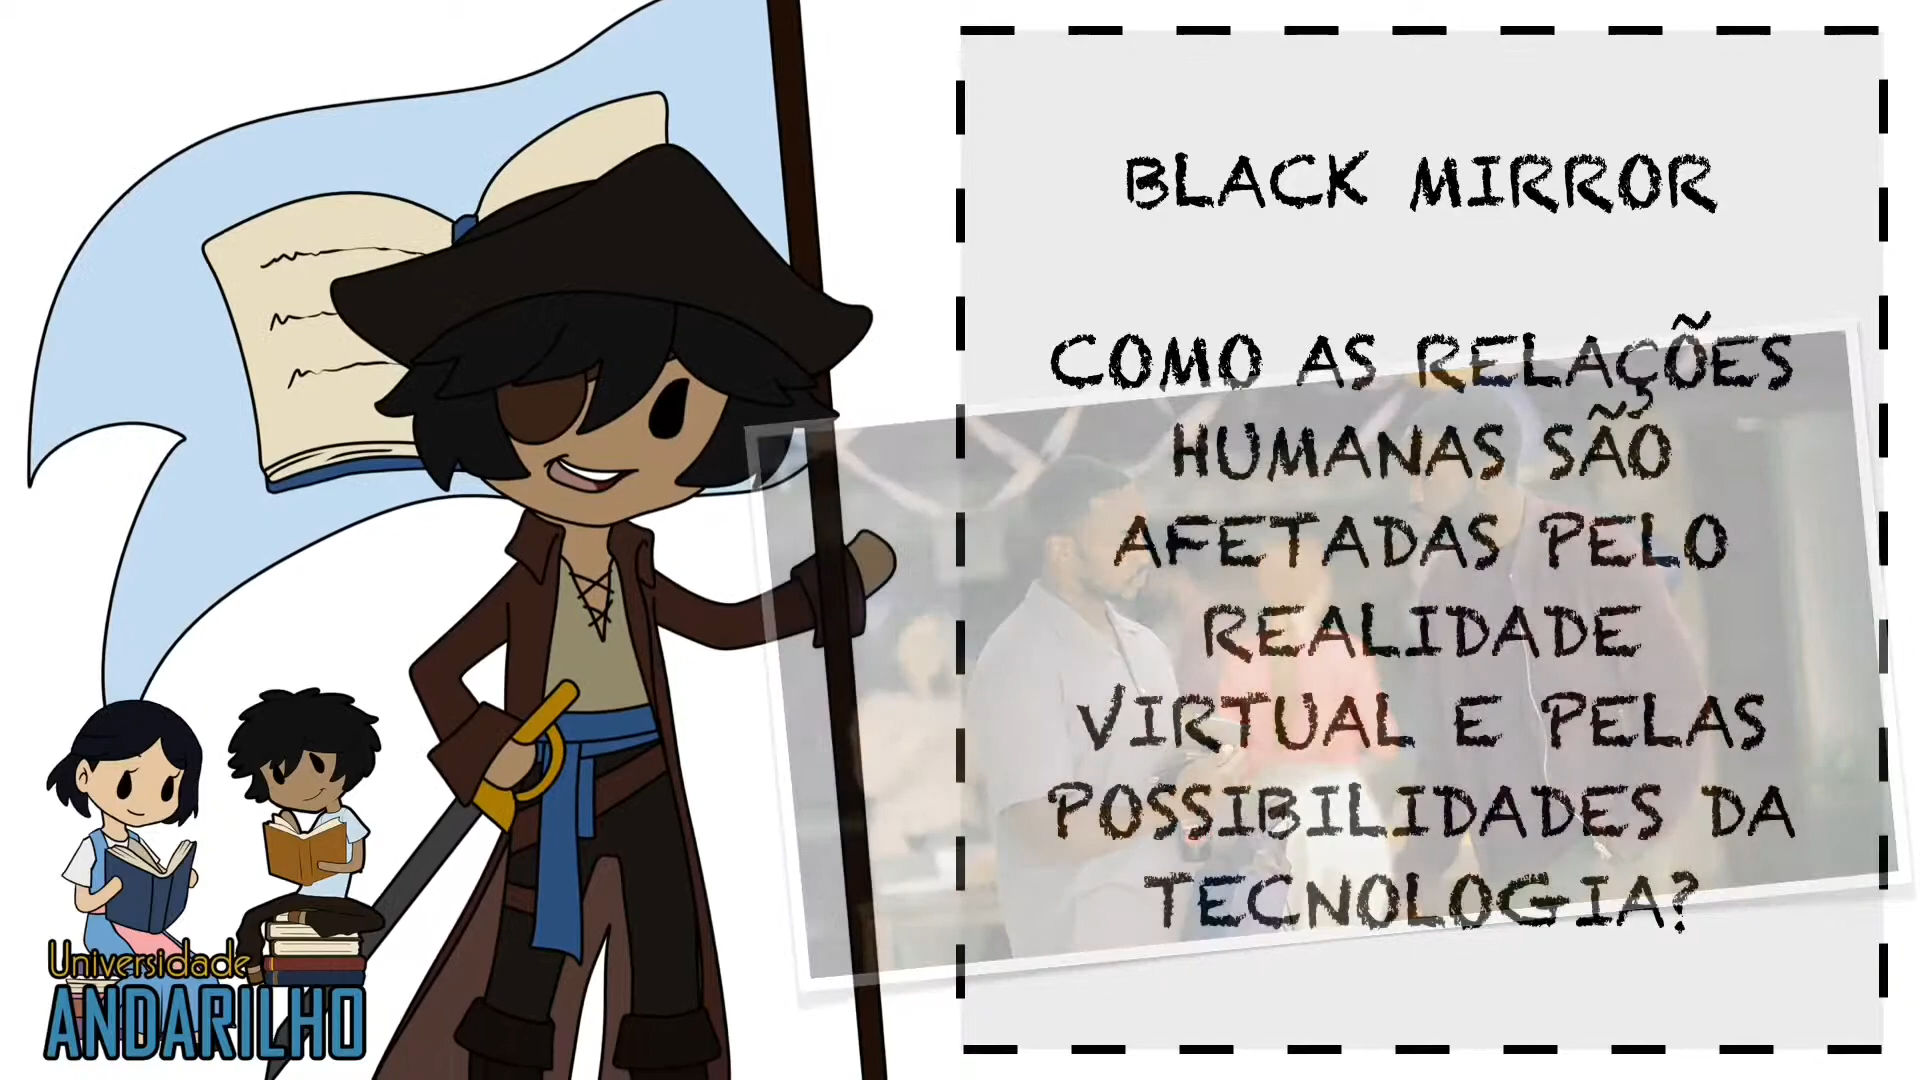 BLACK MIRROR
COMO AS RELAÇÕES
HUMANAS SÃO
AFETADAS PELO
REALIDADE
VIRTUAL E PELAS
POSSIBILIDADES DA
TECNOLOGIA?
Universidade
ANDARILHO